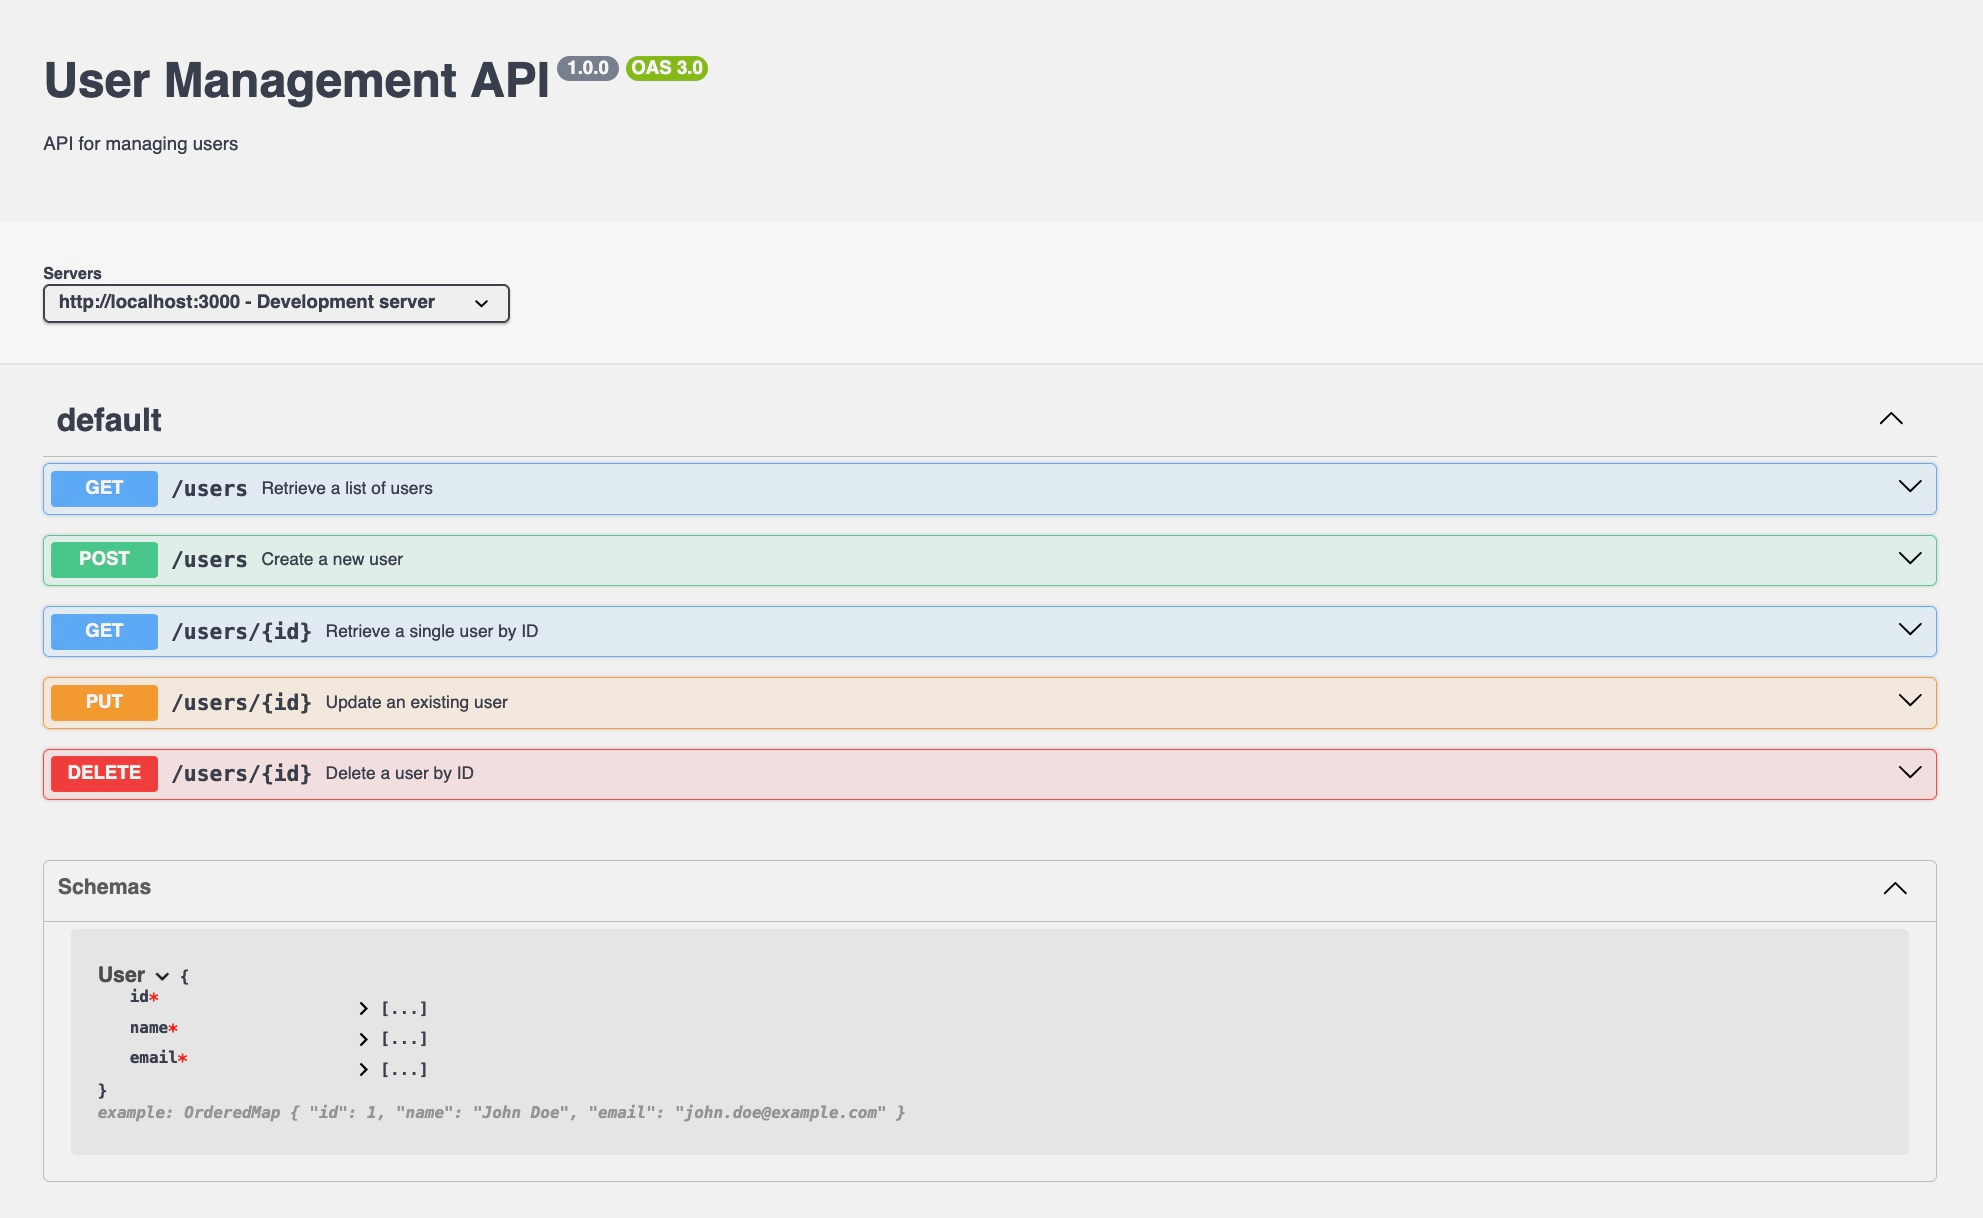 User Management API 1.0.0 OAS 3.0
API for managing users
Servers
http://localhost:3000 - Development server
default
GET /users Retrieve a list of users
POST /users Create a new user
GET /users/{id} Retrieve a single user by ID
PUT /users/{id} Update an existing user
DELETE /users/{id} Delete a user by ID
Schemas
User {
id* [...]
name* [...]
email* [...]
}
example: OrderedMap { "id": 1, "name": "John Doe", "email": "john.doe@example.com" }